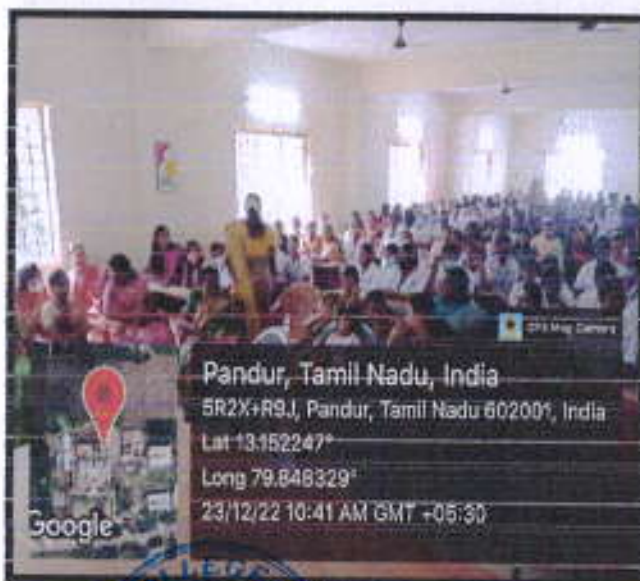 GPS Map Camera
Pandur, Tamil Nadu, India
5R2X+R9J, Pandur, Tamil Nadu 602001, India
Lat 13.152247°
Long 79.848329°
23/12/22 10:41 AM GMT +05:30
Google